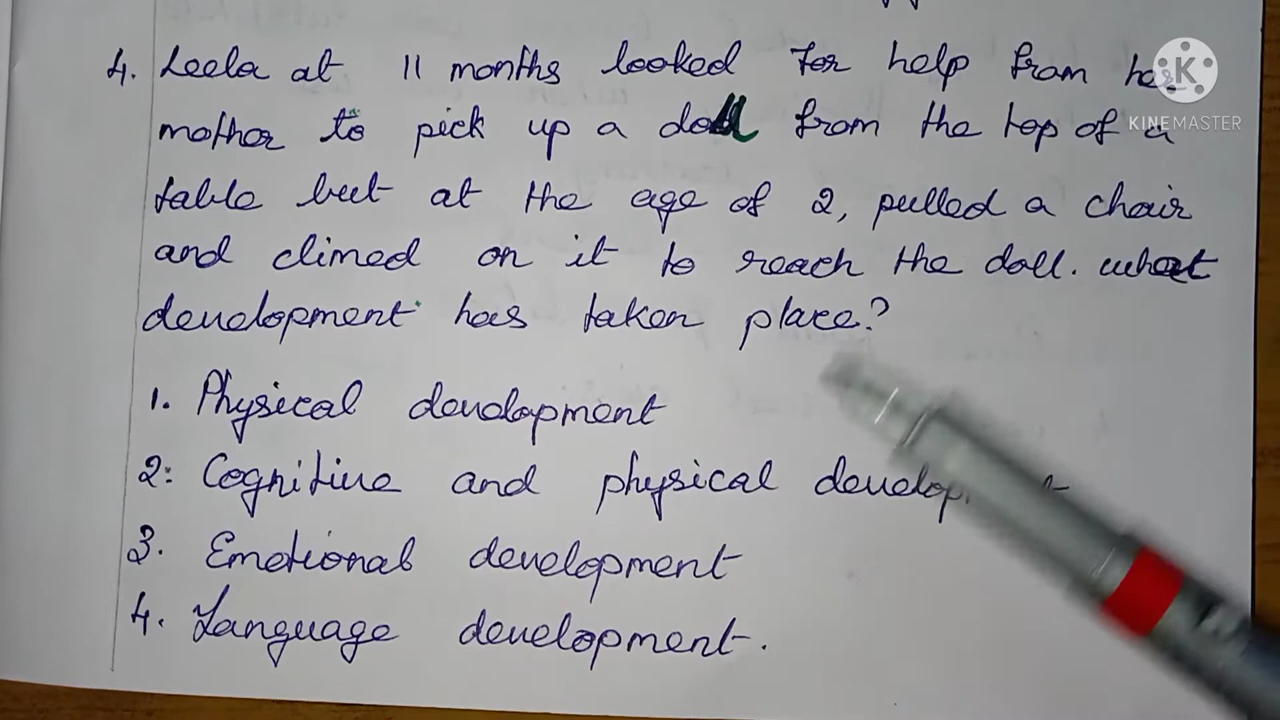 4. Leela at 11 months looked for help from her
mother to pick up a doll from the top of a
table but at the age of 2, pulled a chair
and climed on it to reach the doll. what
development has taken place?
1. Physical development
2. Cognitive and physical
3. Emotional development
4. Language development.
K
KINEMASTER